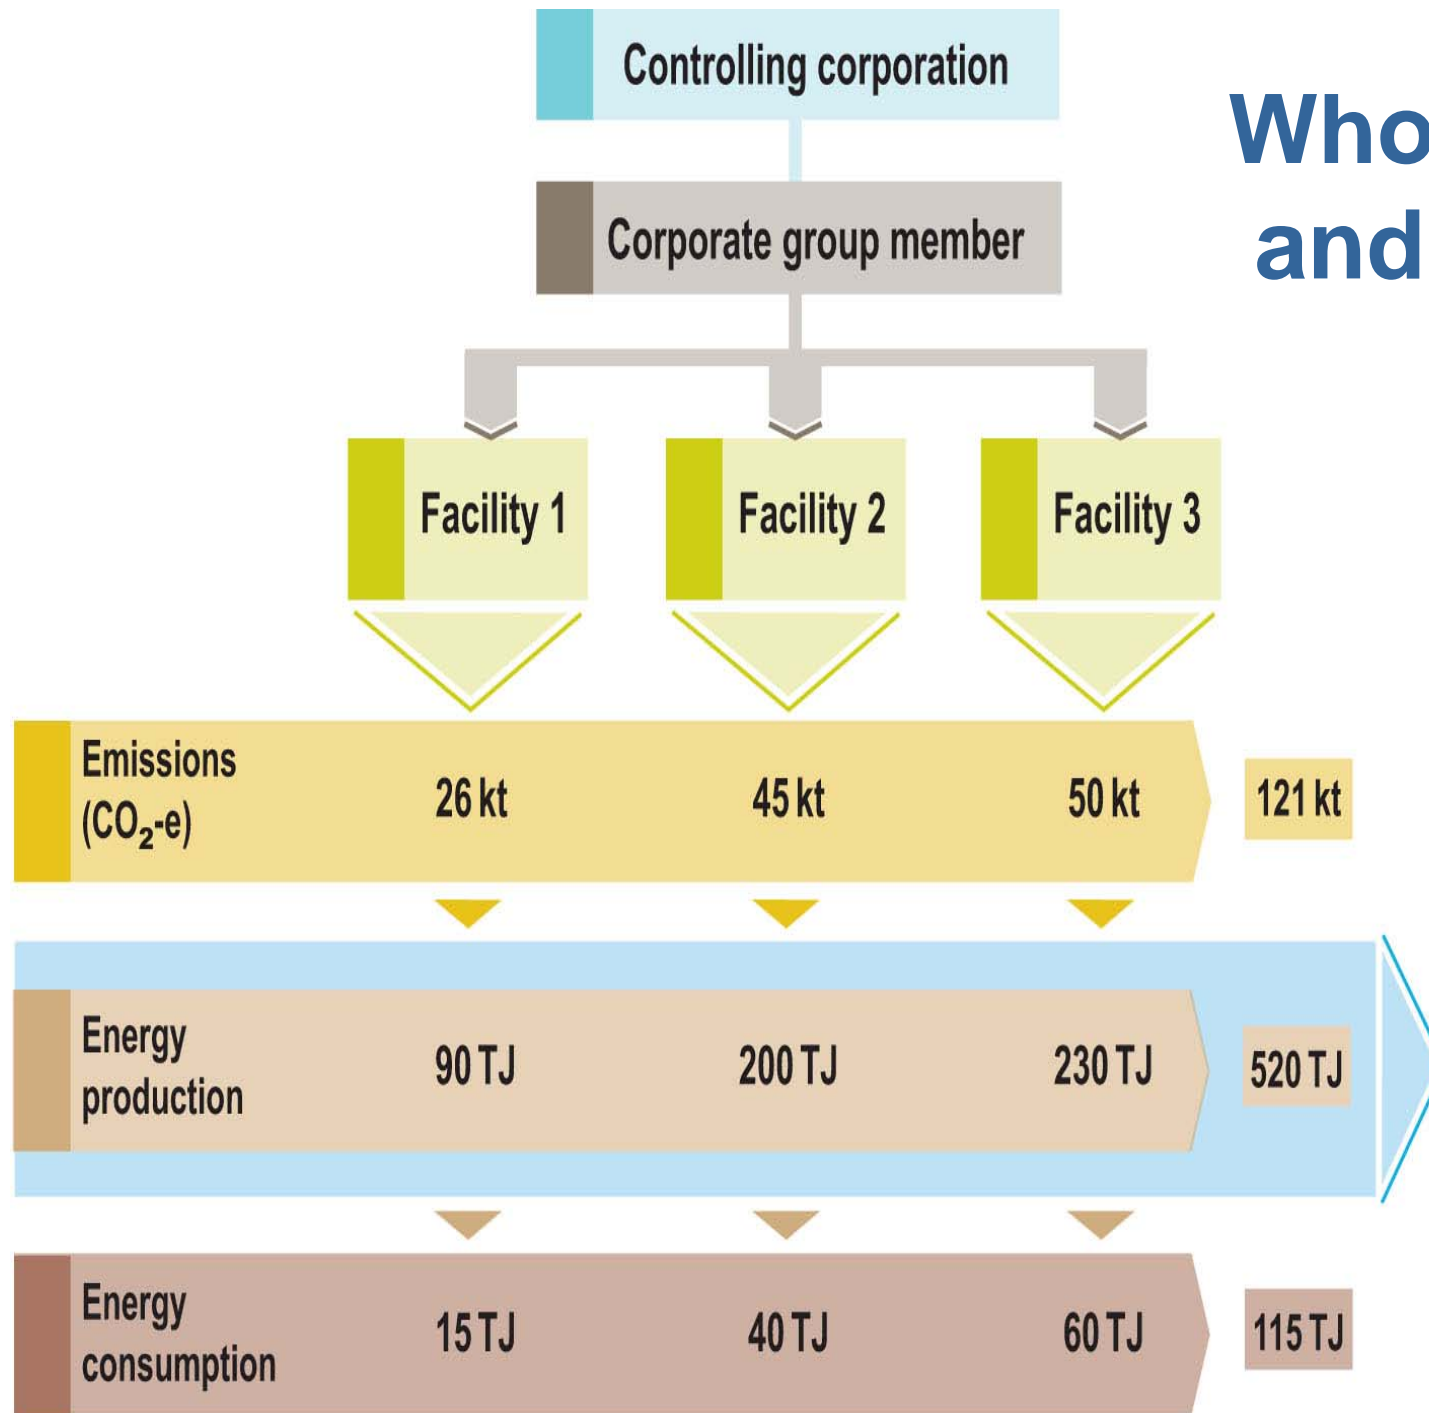 Controlling corporation
Who
and
Corporate group member
Facility 1 Facility 2 Facility 3
Emissions
(CO₂-e)
26 kt 45 kt 50 kt 121 kt
Energy
production
90 TJ 200 TJ 230 TJ 520 TJ
Energy
consumption
15 TJ 40 TJ 60 TJ 115 TJ